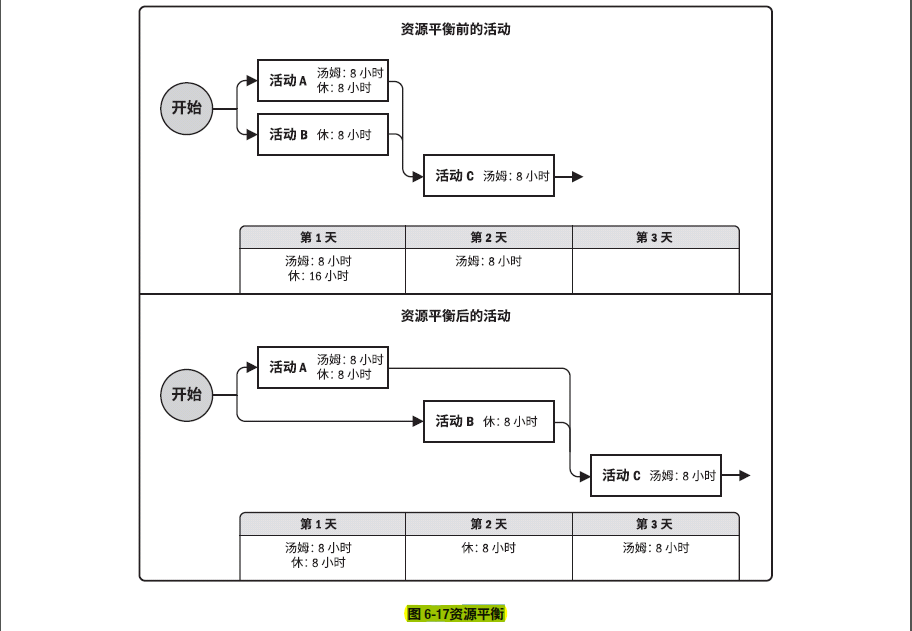 资源平衡前的活动
开始
活动 A
汤姆：8 小时
休：8 小时
活动 B 休：8 小时
活动 C 汤姆：8 小时
第 1 天 第 2 天 第 3 天
汤姆：8 小时 汤姆：8 小时
休：16 小时
资源平衡后的活动
开始
活动 A
汤姆：8 小时
休：8 小时
活动 B 休：8 小时
活动 C 汤姆：8 小时
第 1 天 第 2 天 第 3 天
汤姆：8 小时 休：8 小时 汤姆：8 小时
休：8 小时
图 6-17资源平衡